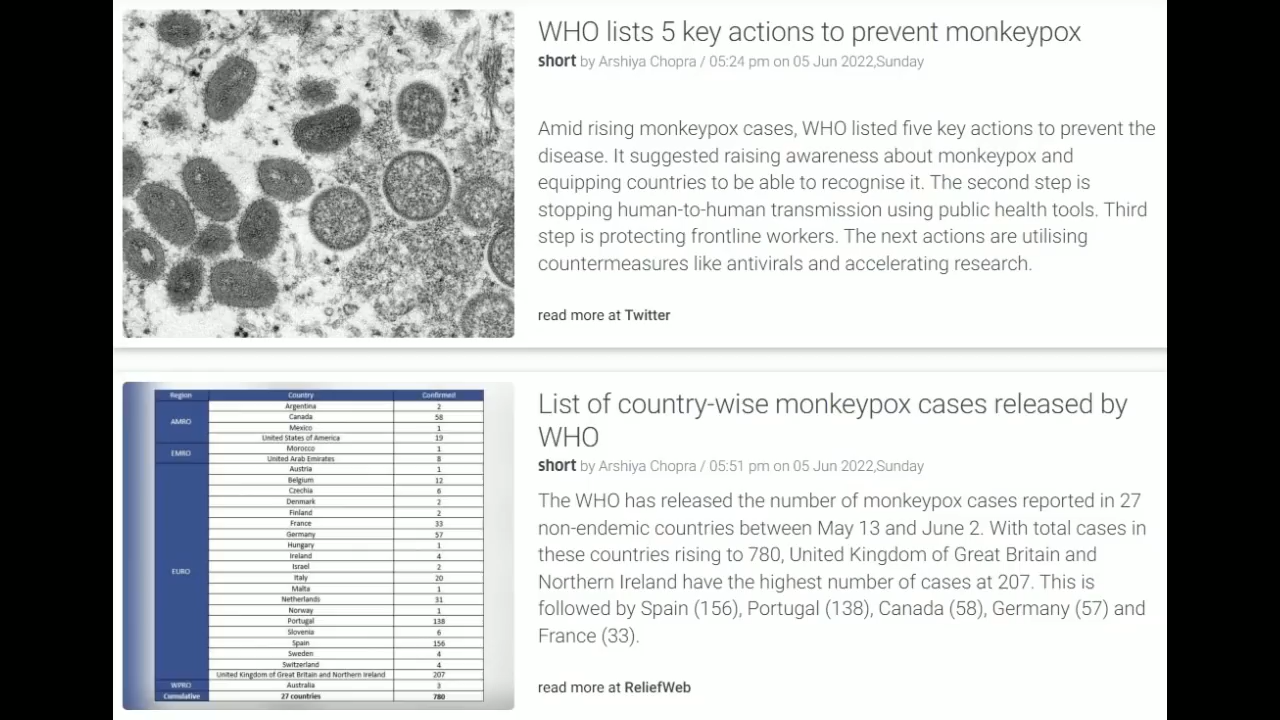 WHO lists 5 key actions to prevent monkeypox
short by Arshiya Chopra / 05:24 pm on 05 Jun 2022,Sunday
Amid rising monkeypox cases, WHO listed five key actions to prevent the
disease. It suggested raising awareness about monkeypox and
equipping countries to be able to recognise it. The second step is
stopping human-to-human transmission using public health tools. Third
step is protecting frontline workers. The next actions are utilising
countermeasures like antivirals and accelerating research.
read more at Twitter
Region Country Confirmed
AMRO
Argentina 2
Canada 58
Mexico 1
United States of America 19
EMRO
Morocco 1
United Arab Emirates 8
EURO
Austria 1
Belgium 12
Czechia 6
Denmark 2
Finland 2
France 33
Germany 57
Hungary 1
Ireland 4
Israel 2
Italy 20
Malta 1
Netherlands 31
Norway 1
Portugal 138
Slovenia 6
Spain 156
Sweden 4
Switzerland 4
United Kingdom of Great Britain and Northern Ireland 207
WPRO Australia 3
Cumulative 27 countries 780
List of country-wise monkeypox cases released by
WHO
short by Arshiya Chopra / 05:51 pm on 05 Jun 2022,Sunday
The WHO has released the number of monkeypox cases reported in 27
non-endemic countries between May 13 and June 2. With total cases in
these countries rising to 780, United Kingdom of Great Britain and
Northern Ireland have the highest number of cases at 207. This is
followed by Spain (156), Portugal (138), Canada (58), Germany (57) and
France (33).
read more at ReliefWeb